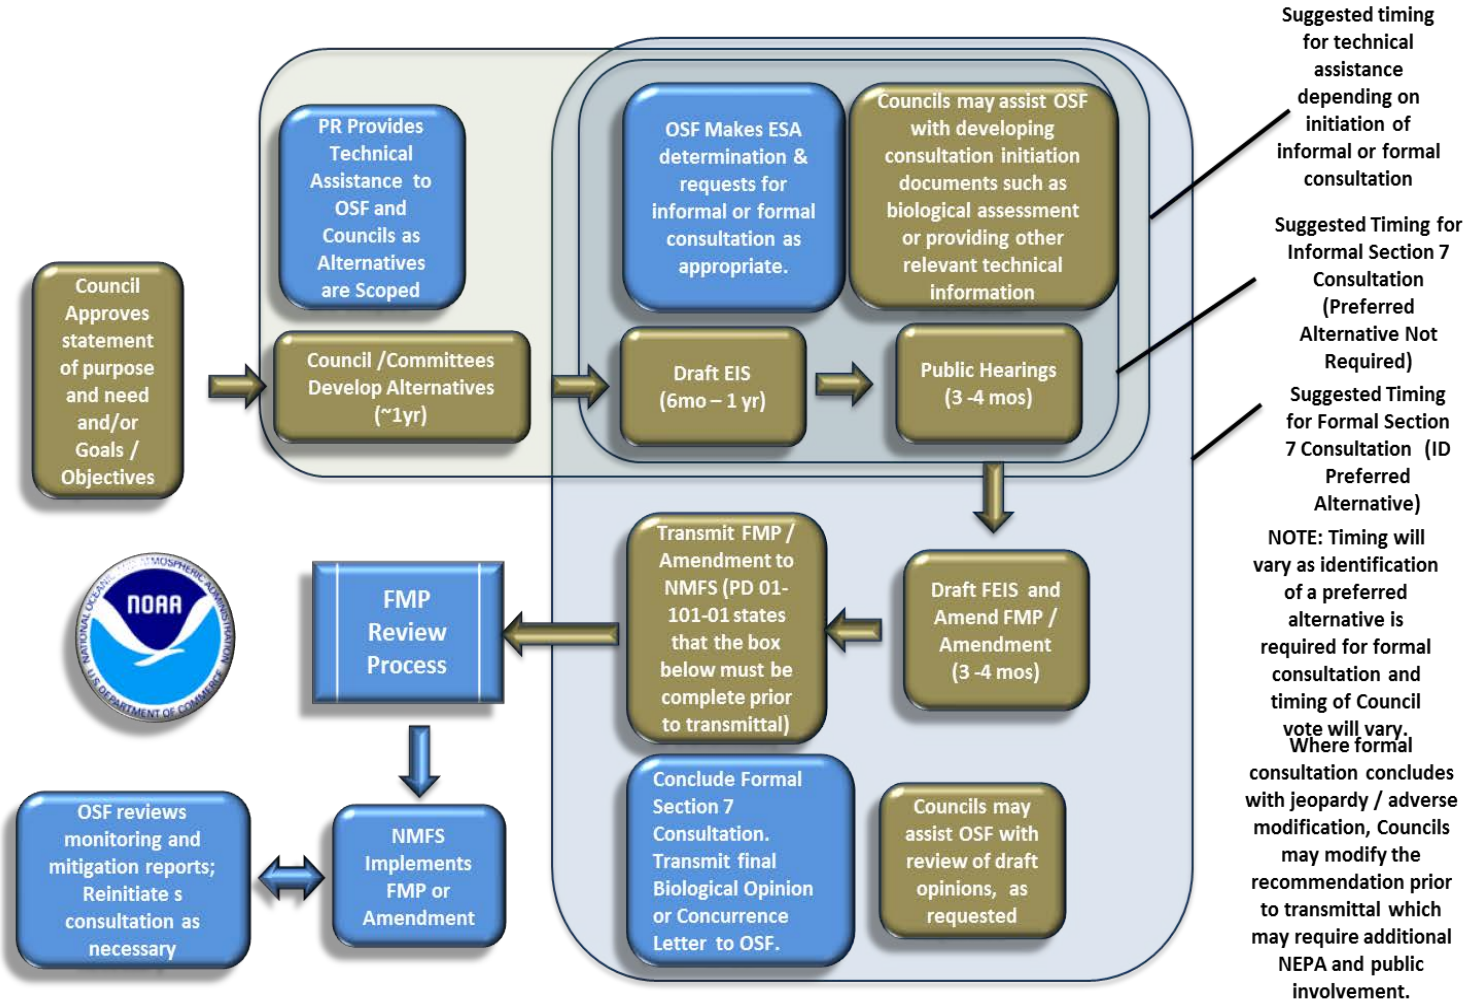 Council
Approves
statement
of purpose
and need
and/or
Goals /
Objectives
PR Provides
Technical
Assistance to
OSF and
Councils as
Alternatives
are Scoped
Council /Committees
Develop Alternatives
(~1yr)
OSF Makes ESA
determination &
requests for
informal or formal
consultation as
appropriate.
Councils may assist OSF
with developing
consultation initiation
documents such as
biological assessment
or providing other
relevant technical
information
Draft EIS
(6mo – 1 yr)
Public Hearings
(3 -4 mos)
Suggested timing
for technical
assistance
depending on
initiation of
informal or formal
consultation
Suggested Timing for
Informal Section 7
Consultation
(Preferred
Alternative Not
Required)
Suggested Timing
for Formal Section
7 Consultation (ID
Preferred
Alternative)
NOTE: Timing will
vary as identification
of a preferred
alternative is
required for formal
consultation and
timing of Council
vote will vary.
Where formal
consultation concludes
with jeopardy / adverse
modification, Councils
may modify the
recommendation prior
to transmittal which
may require additional
NEPA and public
involvement.
Draft FEIS and
Amend FMP /
Amendment
(3 -4 mos)
Transmit FMP /
Amendment to
NMFS (PD 01-
101-01 states
that the box
below must be
complete prior
to transmittal)
FMP
Review
Process
NATIONAL OCEANIC AND ATMOSPHERIC ADMINISTRATION
NOAA
U.S. DEPARTMENT OF COMMERCE
Conclude Formal
Section 7
Consultation.
Transmit final
Biological Opinion
or Concurrence
Letter to OSF.
Councils may
assist OSF with
review of draft
opinions, as
requested
NMFS
Implements
FMP or
Amendment
OSF reviews
monitoring and
mitigation reports;
Reinitiate s
consultation as
necessary